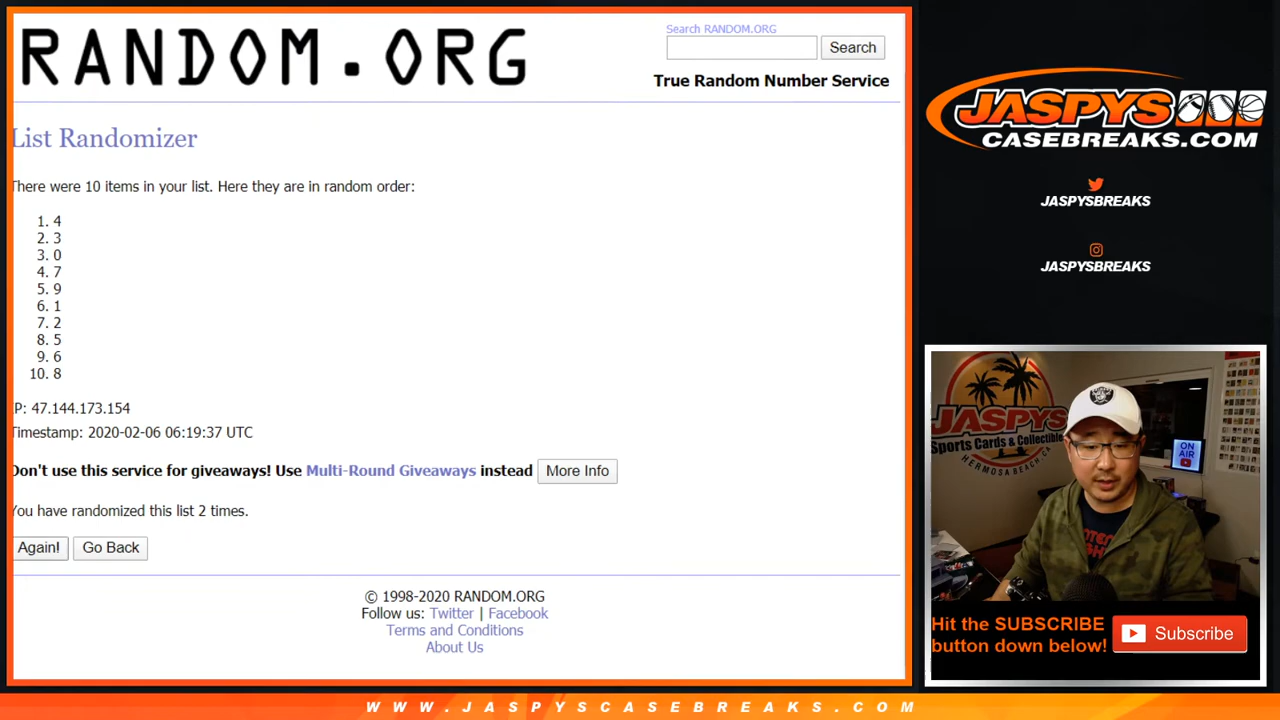 RANDOM.ORG
Search RANDOM.ORG
Search
True Random Number Service
List Randomizer
There were 10 items in your list. Here they are in random order:
1. 4
2. 3
3. 0
4. 7
5. 9
6. 1
7. 2
8. 5
9. 6
10. 8
IP: 47.144.173.154
Timestamp: 2020-02-06 06:19:37 UTC
Don't use this service for giveaways! Use Multi-Round Giveaways instead More Info
You have randomized this list 2 times.
Again! Go Back
© 1998-2020 RANDOM.ORG
Follow us: Twitter | Facebook
Terms and Conditions
About Us
JASPYS
CASEBREAKS.COM
JASPYSBREAKS
JASPYSBREAKS
JASPYS
Sports Cards & Collectible
HERMOSA BEACH, CA
ON
AIR
Hit the SUBSCRIBE
button down below!
Subscribe
WWW.JASPYSCASEBREAKS.COM